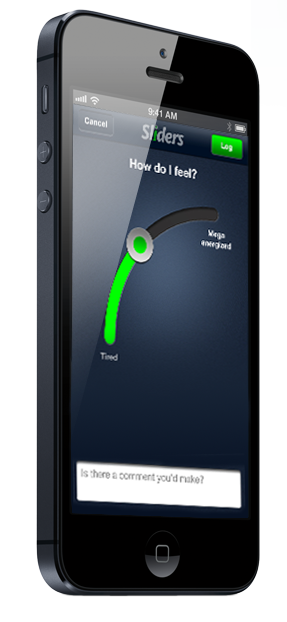 9:41 AM
Cancel
Sliders
Log
How do I feel?
Mega
energized
Tired
Is there a comment you'd make?